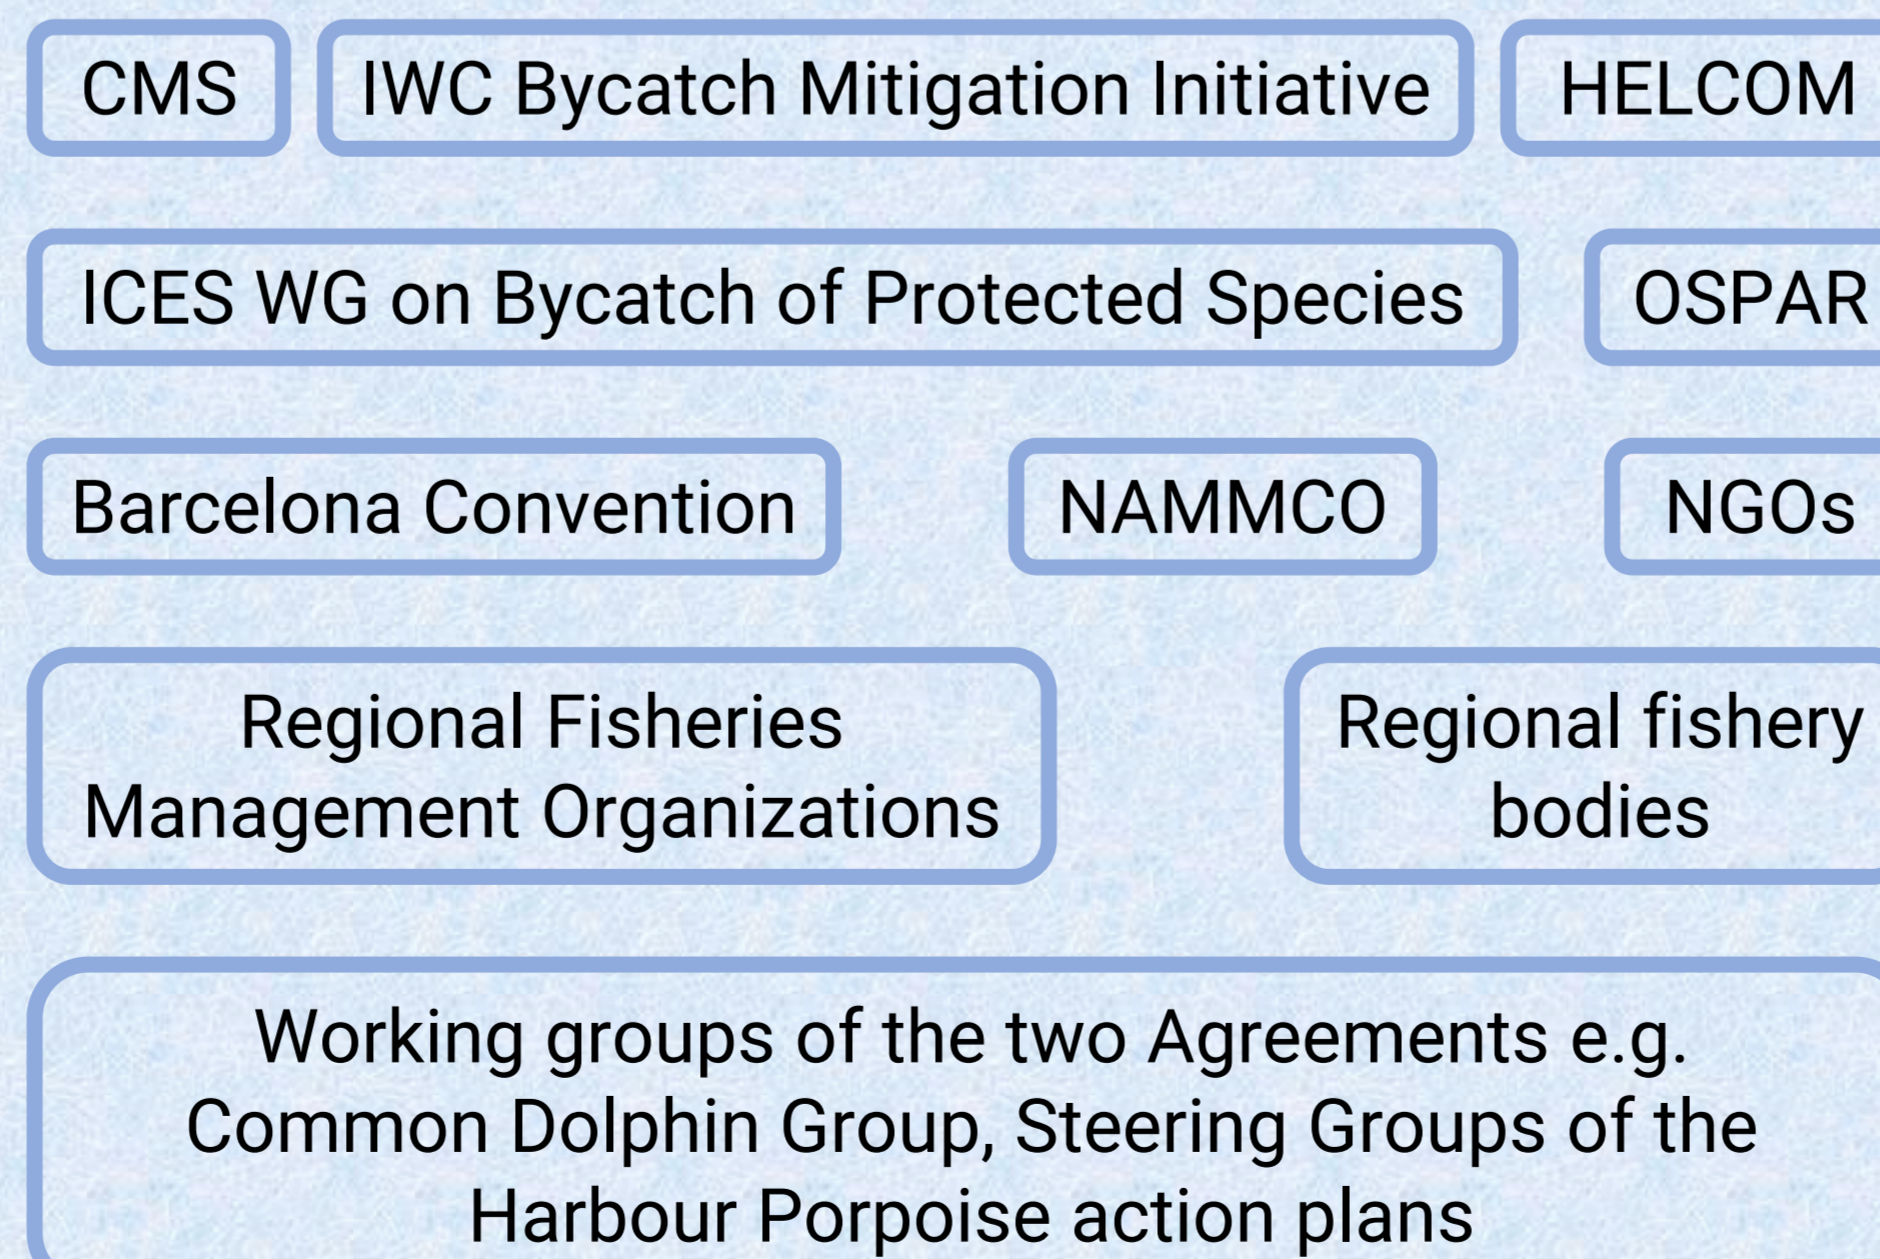 CMS
IWC Bycatch Mitigation Initiative
HELCOM
ICES WG on Bycatch of Protected Species
OSPAR
Barcelona Convention
NAMMCO
NGOs
Regional Fisheries
Management Organizations
Regional fishery
bodies
Working groups of the two Agreements e.g.
Common Dolphin Group, Steering Groups of the
Harbour Porpoise action plans